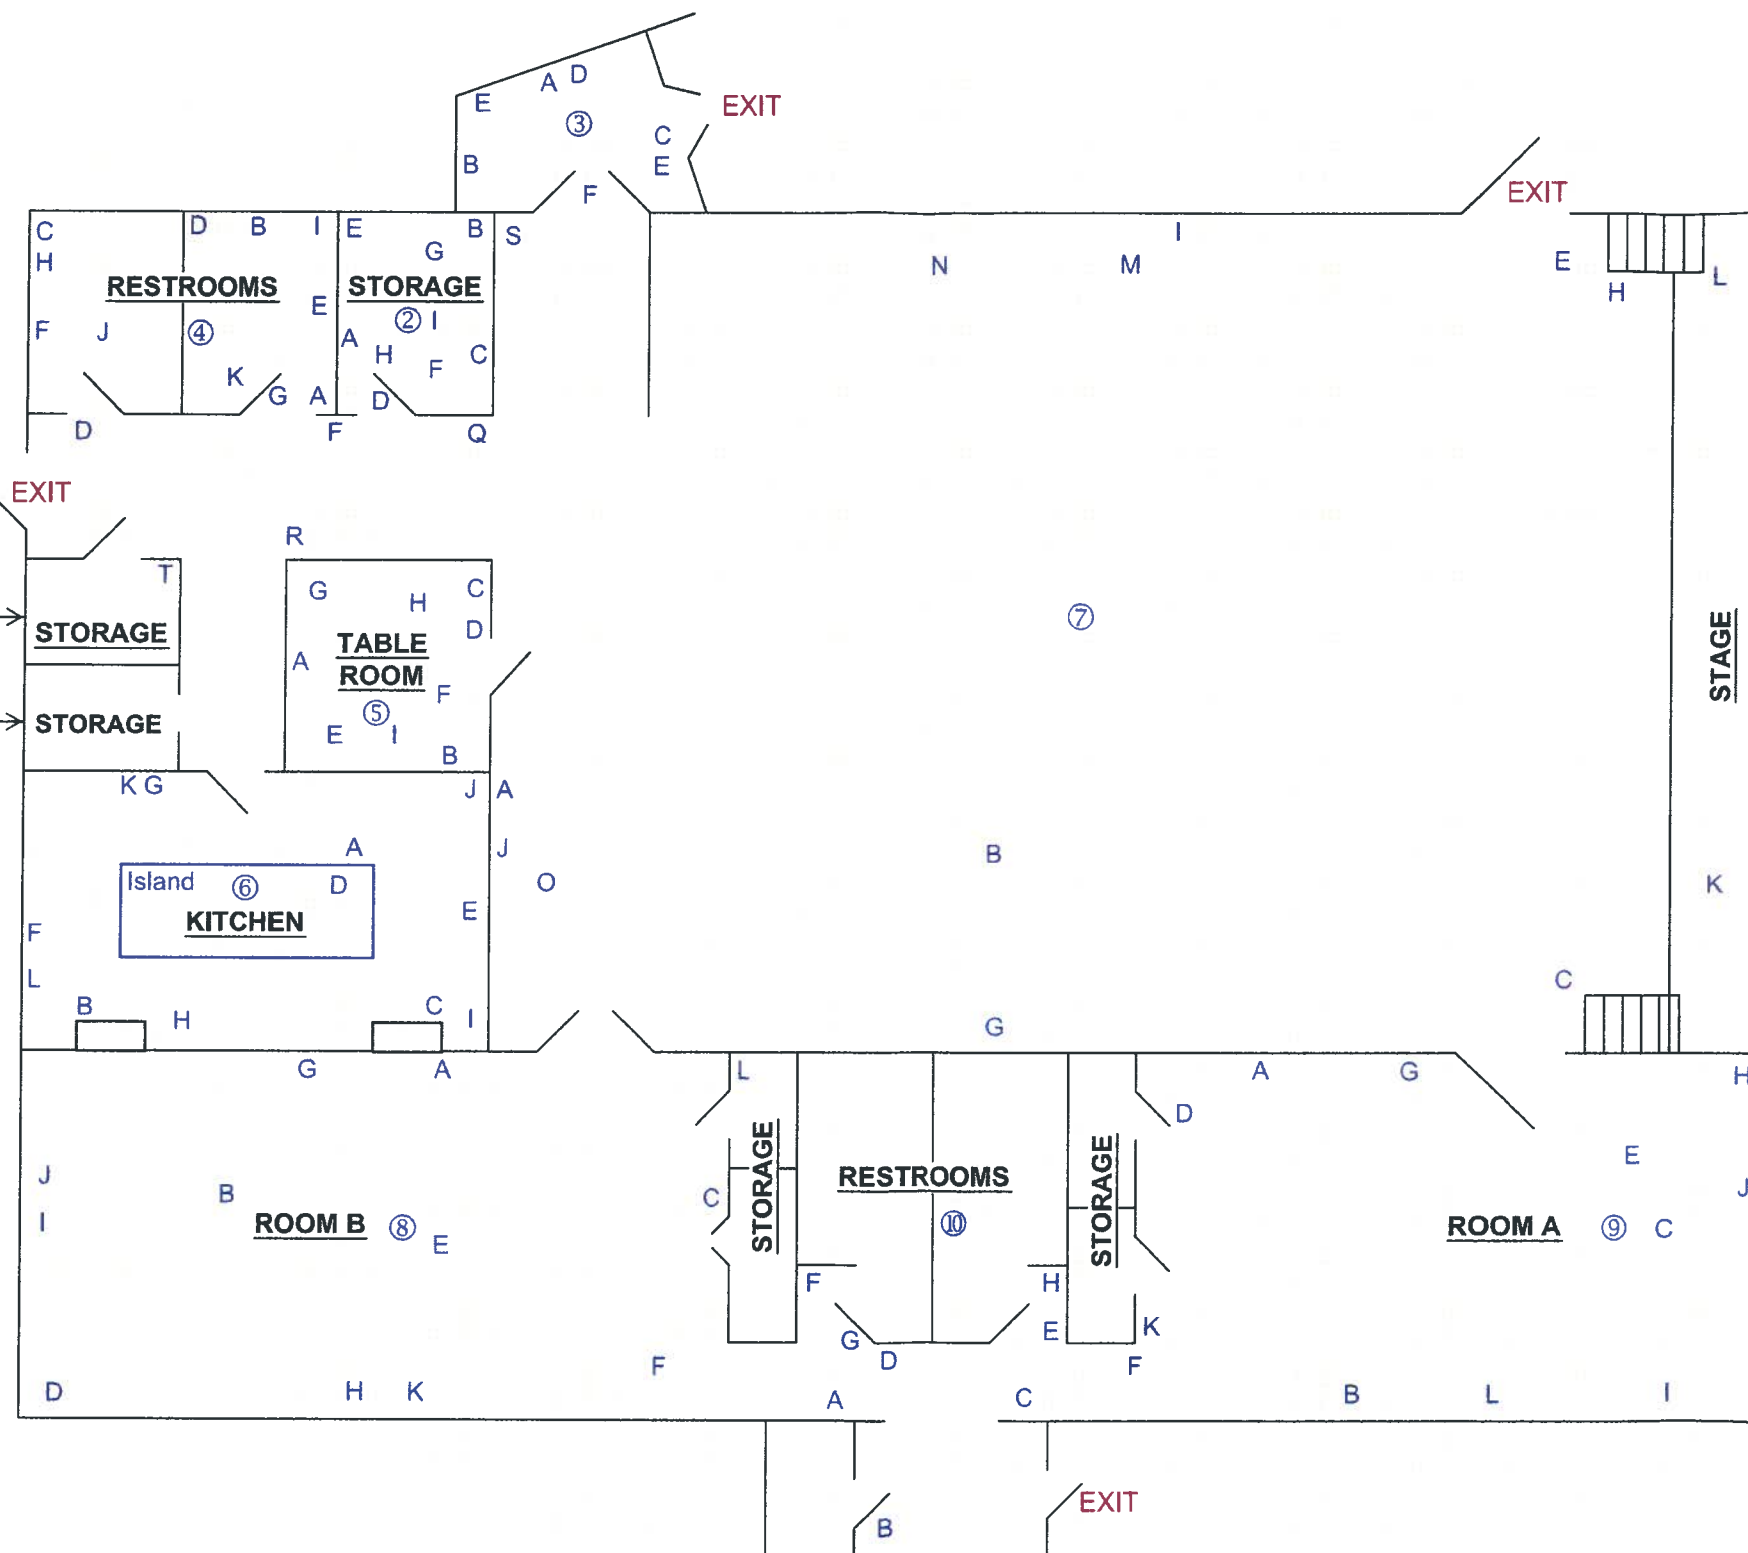 A D
E
EXIT
③
C
B
E
F
EXIT
C
D B I E
B S
G
I
H
N M
E
L
RESTROOMS
STORAGE
H
E
② I
F J ④
A
H
C
F
K
G A
D
D
F
Q
EXIT
R
T
G
H
C
D
⑦
STORAGE
TABLE
ROOM
A
F
⑤
STORAGE
E I
B
STAGE
K G
J A
A
J
B
Island ⑥ D
O
K
KITCHEN
E
F
L
C
B
H
C
I
G
G
A
L
A
G
H
D
STORAGE
STORAGE
E
J
B
RESTROOMS
J
C
I
ROOM B ⑧
E
⑩
ROOM A ⑨ C
F
H
G
D
E
K
F
F
D
H K
A
C
B
L
I
EXIT
B